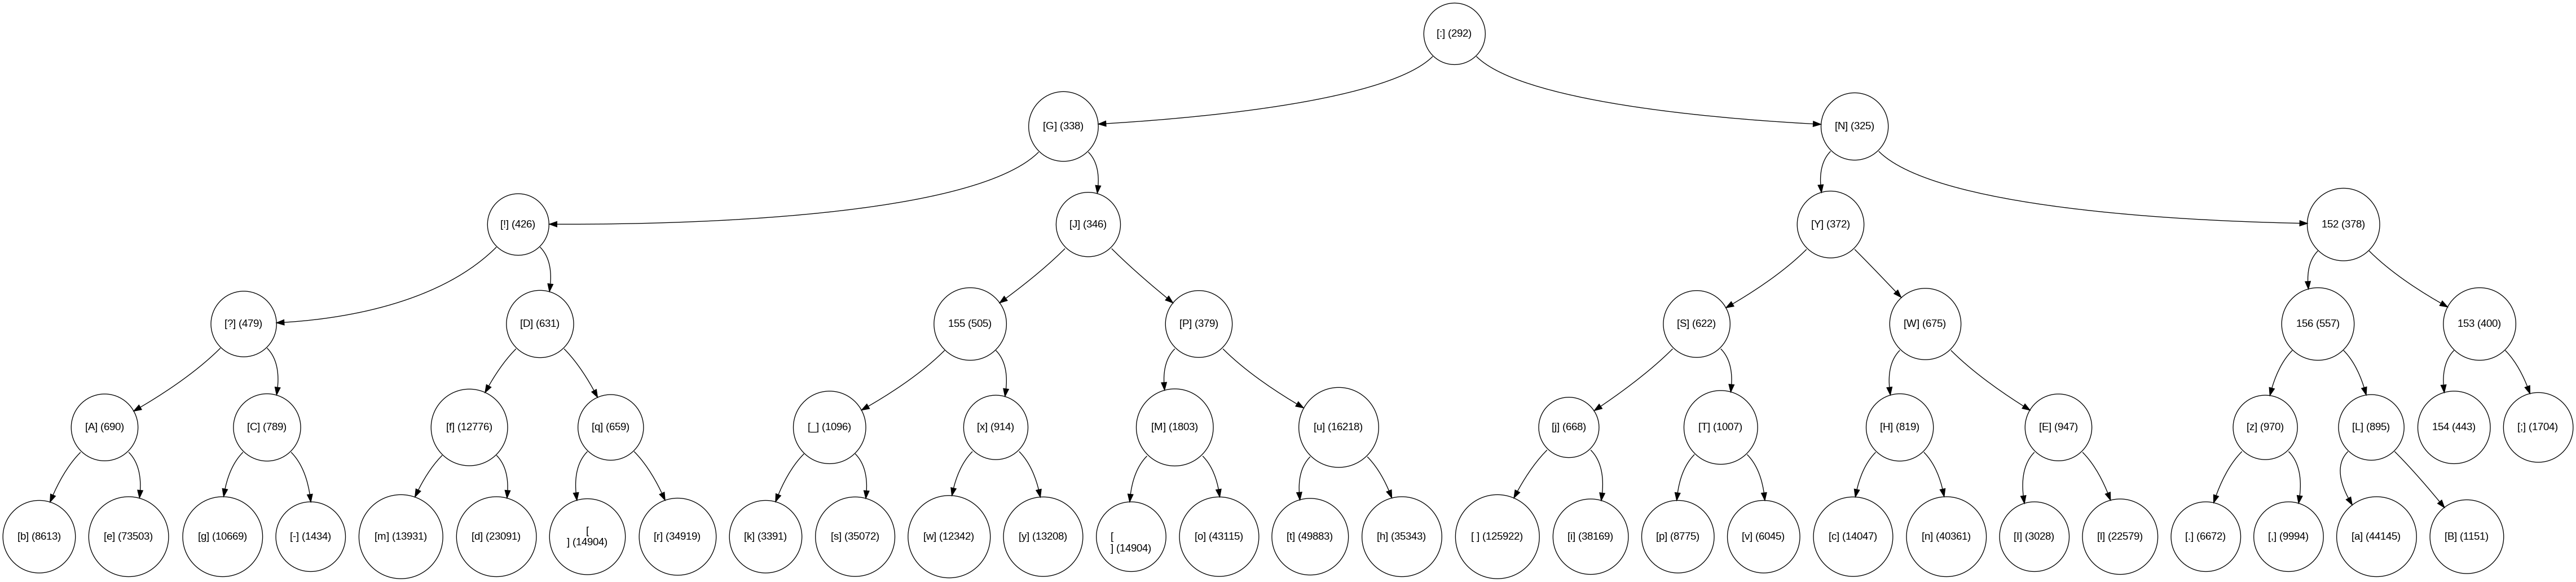 [:] (292)
[G] (338)
[N] (325)
[!] (426)
[J] (346)
[Y] (372)
152 (378)
[?] (479)
[D] (631)
155 (505)
[P] (379)
[S] (622)
[W] (675)
156 (557)
153 (400)
[A] (690)
[C] (789)
[f] (12776)
[q] (659)
[_] (1096)
[x] (914)
[M] (1803)
[u] (16218)
[j] (668)
[T] (1007)
[H] (819)
[E] (947)
[z] (970)
[L] (895)
154 (443)
[;] (1704)
[b] (8613)
[e] (73503)
[g] (10669)
[-] (1434)
[m] (13931)
[d] (23091)
[
] (14904)
[r] (34919)
[k] (3391)
[s] (35072)
[w] (12342)
[y] (13208)
[
] (14904)
[o] (43115)
[t] (49883)
[h] (35343)
[ ] (125922)
[i] (38169)
[p] (8775)
[v] (6045)
[c] (14047)
[n] (40361)
[I] (3028)
[l] (22579)
[.] (6672)
[,] (9994)
[a] (44145)
[B] (1151)